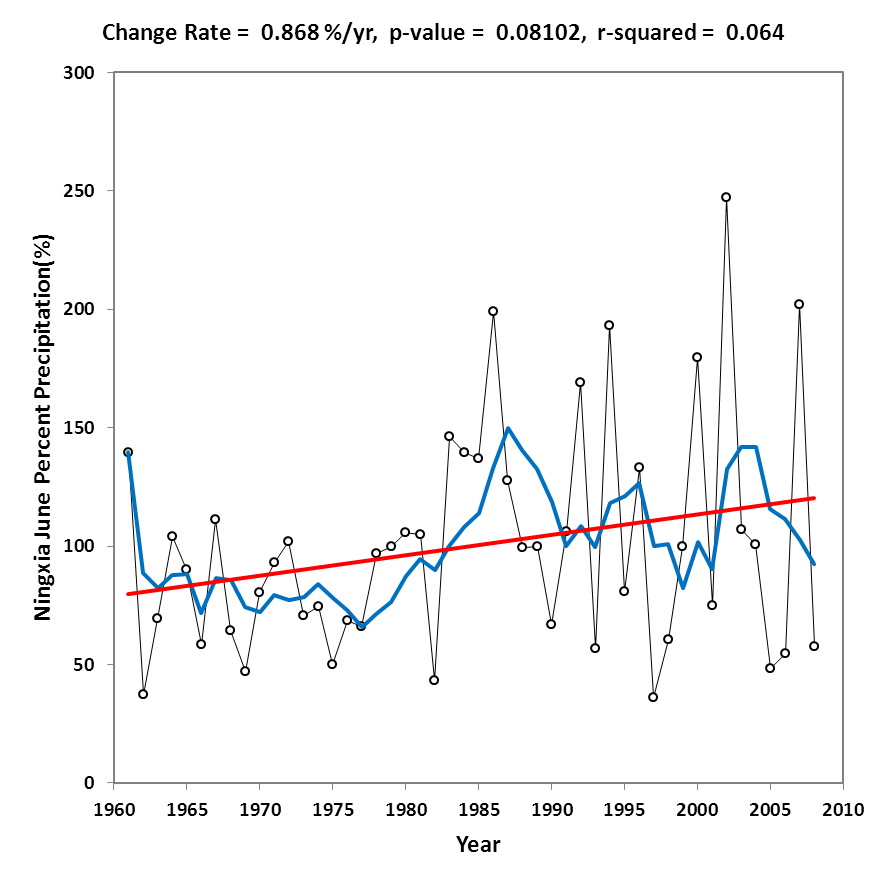 Change Rate = 0.868 %/yr, p-value = 0.08102, r-squared = 0.064
300
250
200
150
100
50
0
Ningxia June Percent Precipitation(%)
1960 1965 1970 1975 1980 1985 1990 1995 2000 2005 2010
Year